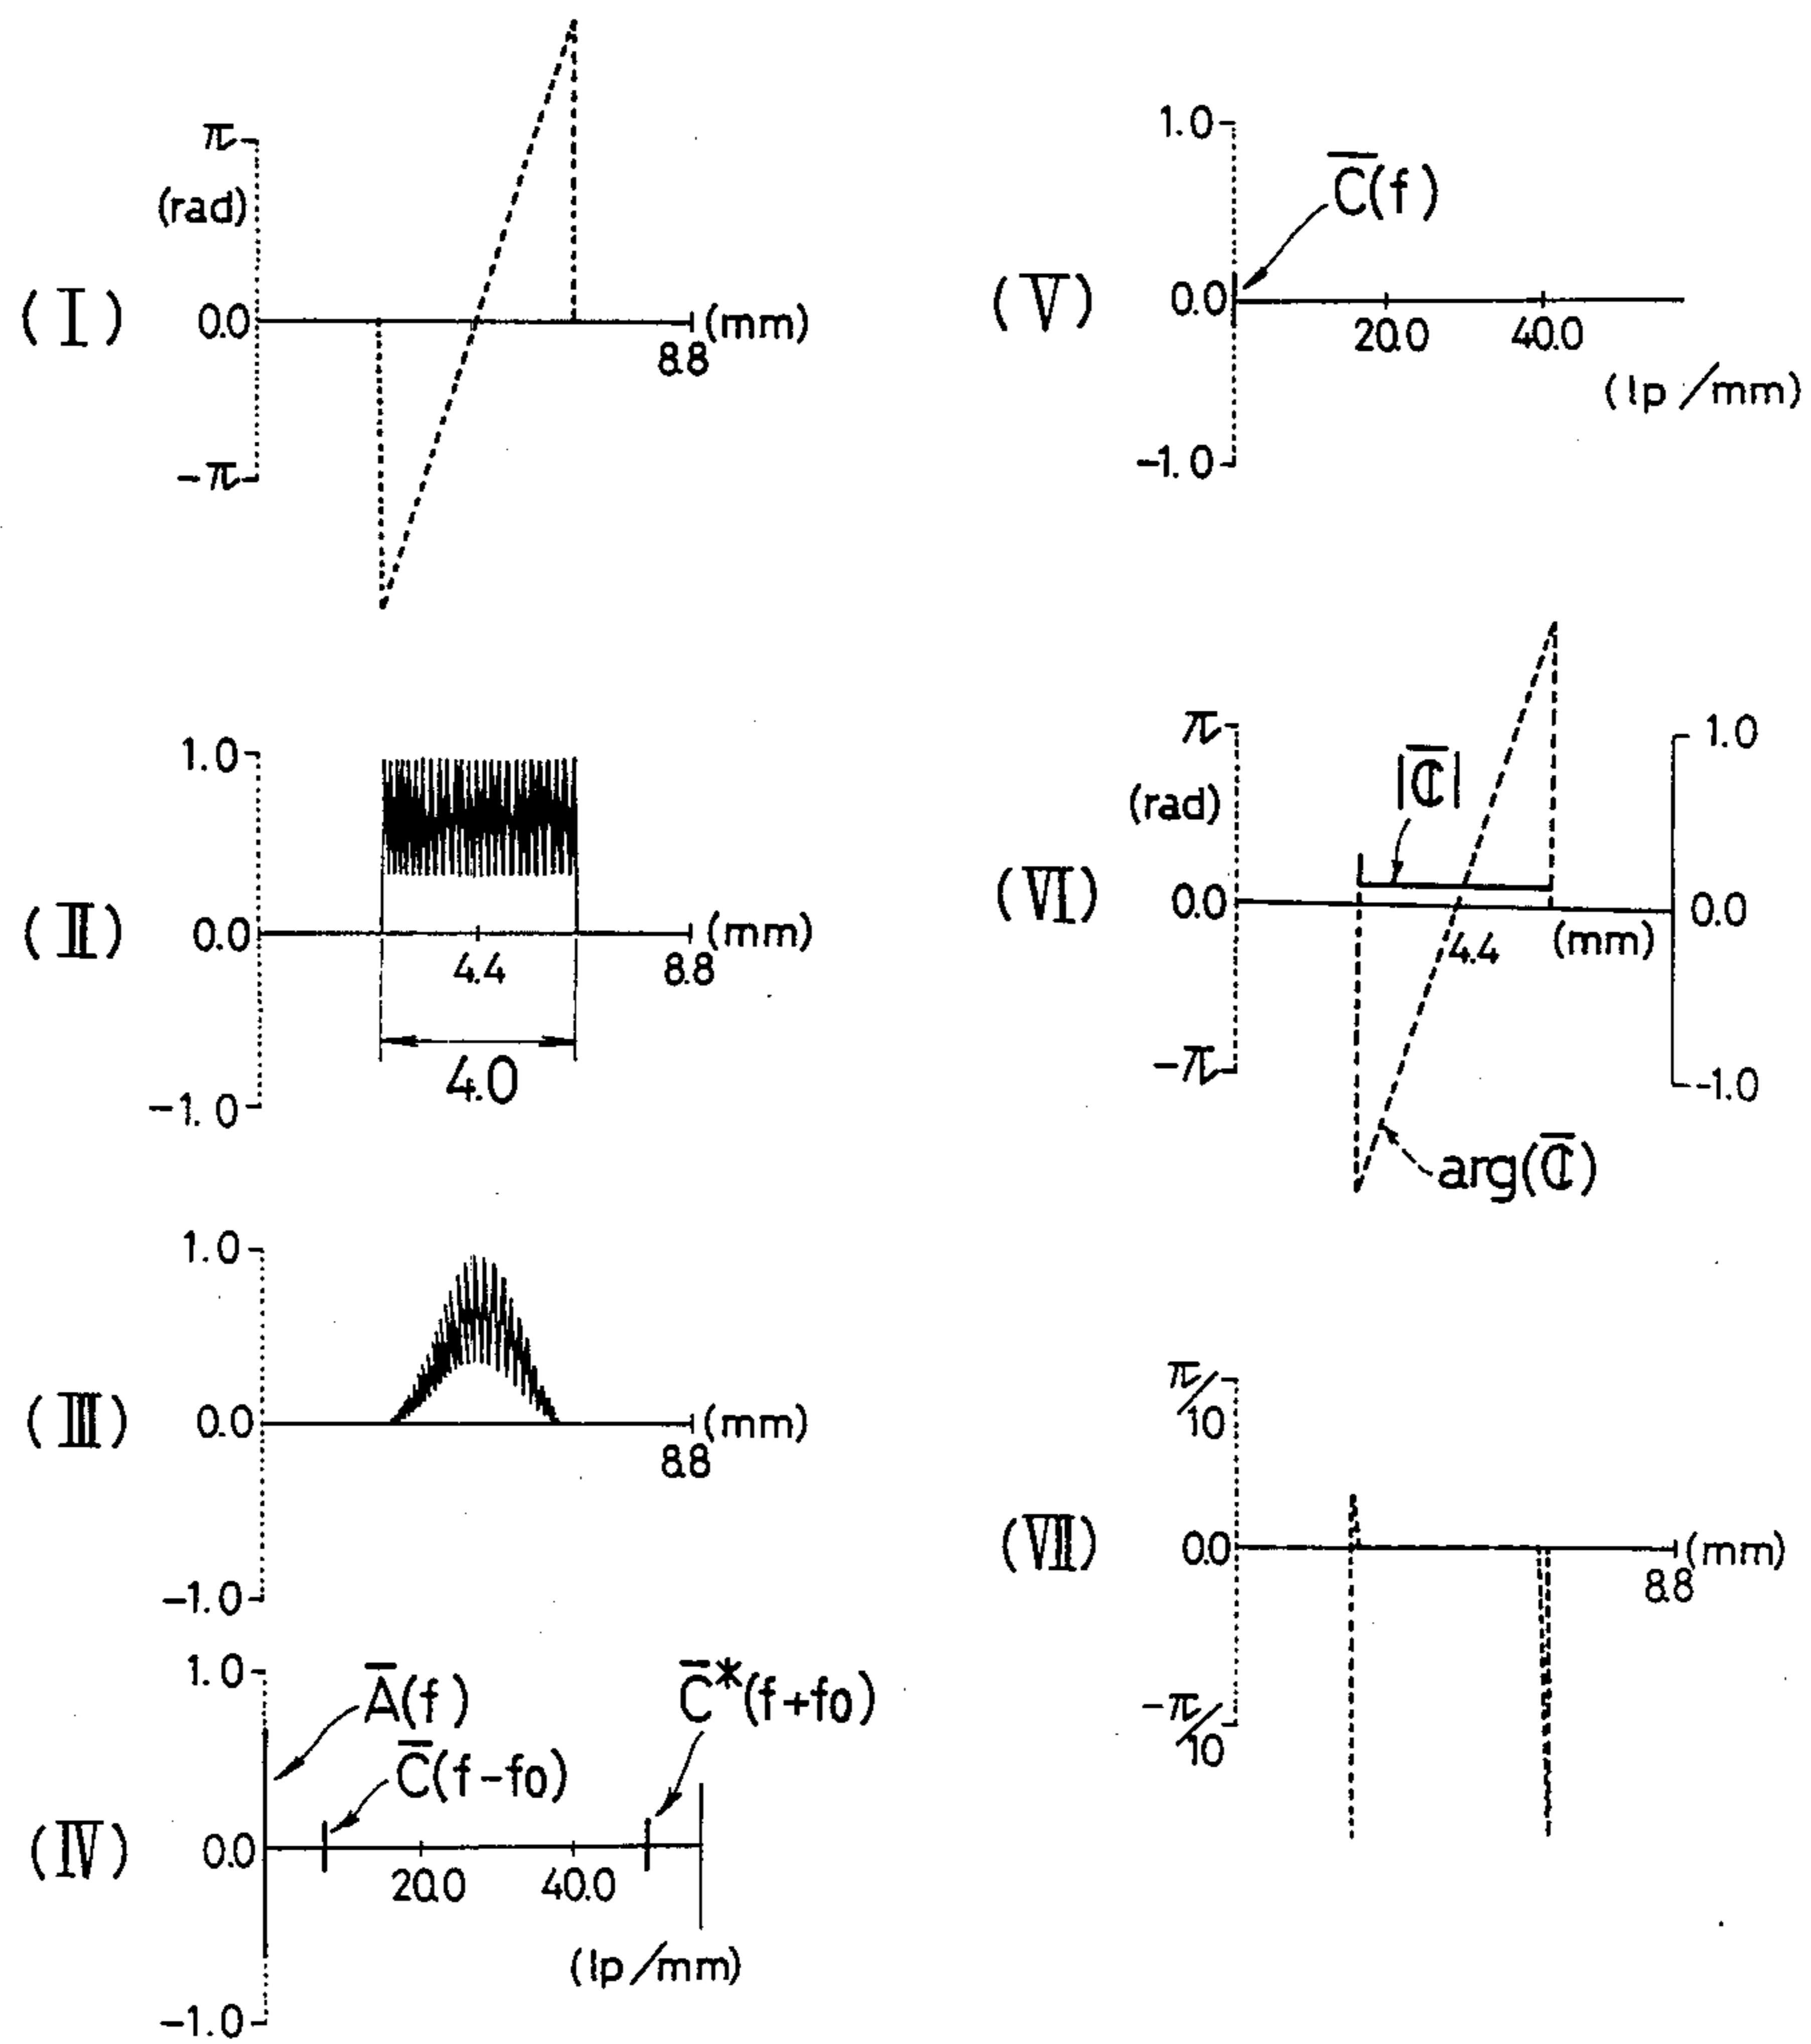 (Ⅰ)
π
(rad)
0.0
-π
(mm)
8.8
(Ⅱ)
1.0
0.0
-1.0
4.4
8.8
(mm)
4.0
(Ⅲ)
1.0
0.0
-1.0
(mm)
8.8
(Ⅳ)
1.0
0.0
-1.0
A̅(f)
C̅(f-f0)
C̅*(f+f0)
20.0
40.0
(lp/mm)
(Ⅴ)
1.0
0.0
-1.0
C̅(f)
20.0
40.0
(lp/mm)
(Ⅵ)
π
(rad)
0.0
-π
|ℂ̅|
4.4
(mm)
1.0
0.0
-1.0
arg(ℂ̅)
(Ⅶ)
π/10
0.0
-π/10
(mm)
8.8